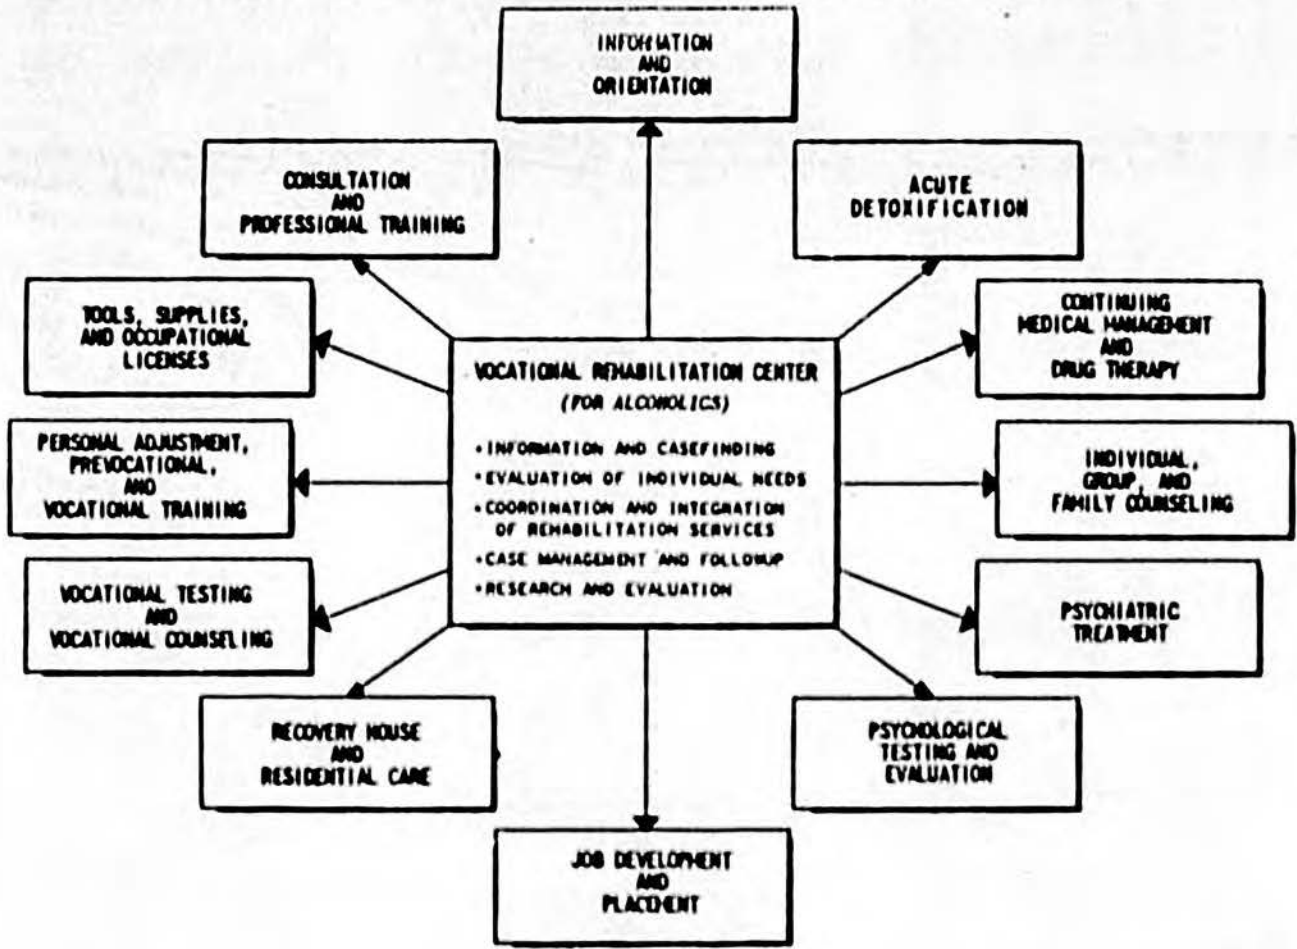 INFORMATION
AND
ORIENTATION
CONSULTATION
AND
PROFESSIONAL TRAINING
ACUTE
DETOXIFICATION
TOOLS, SUPPLIES,
AND OCCUPATIONAL
LICENSES
CONTINUING
MEDICAL MANAGEMENT
AND
DRUG THERAPY
VOCATIONAL REHABILITATION CENTER
(FOR ALCOHOLICS)
• INFORMATION AND CASEFINDING
• EVALUATION OF INDIVIDUAL NEEDS
• COORDINATION AND INTEGRATION
OF REHABILITATION SERVICES
• CASE MANAGEMENT AND FOLLOWUP
• RESEARCH AND EVALUATION
PERSONAL ADJUSTMENT,
PREVOCATIONAL,
AND
VOCATIONAL TRAINING
INDIVIDUAL,
GROUP, AND
FAMILY COUNSELING
VOCATIONAL TESTING
AND
VOCATIONAL COUNSELING
PSYCHIATRIC
TREATMENT
RECOVERY HOUSE
AND
RESIDENTIAL CARE
PSYCHOLOGICAL
TESTING AND
EVALUATION
JOB DEVELOPMENT
AND
PLACEMENT